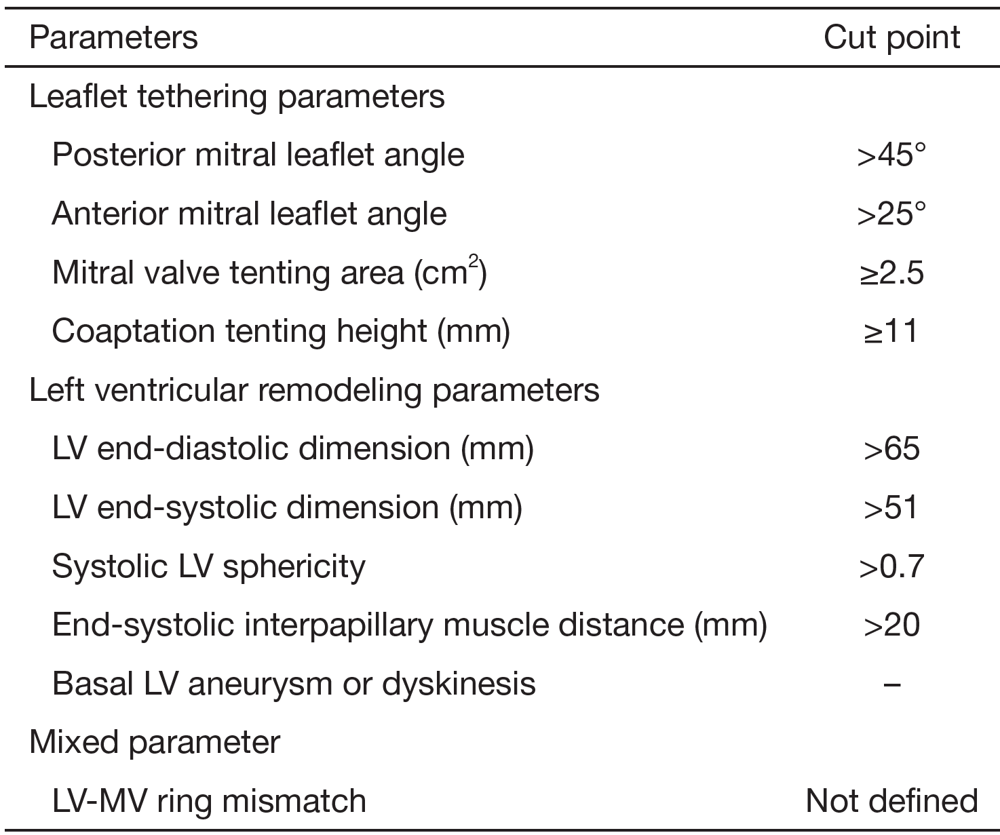 Parameters Cut point
Leaflet tethering parameters
Posterior mitral leaflet angle >45°
Anterior mitral leaflet angle >25°
Mitral valve tenting area (cm²) ≥2.5
Coaptation tenting height (mm) ≥11
Left ventricular remodeling parameters
LV end-diastolic dimension (mm) >65
LV end-systolic dimension (mm) >51
Systolic LV sphericity >0.7
End-systolic interpapillary muscle distance (mm) >20
Basal LV aneurysm or dyskinesis –
Mixed parameter
LV-MV ring mismatch Not defined